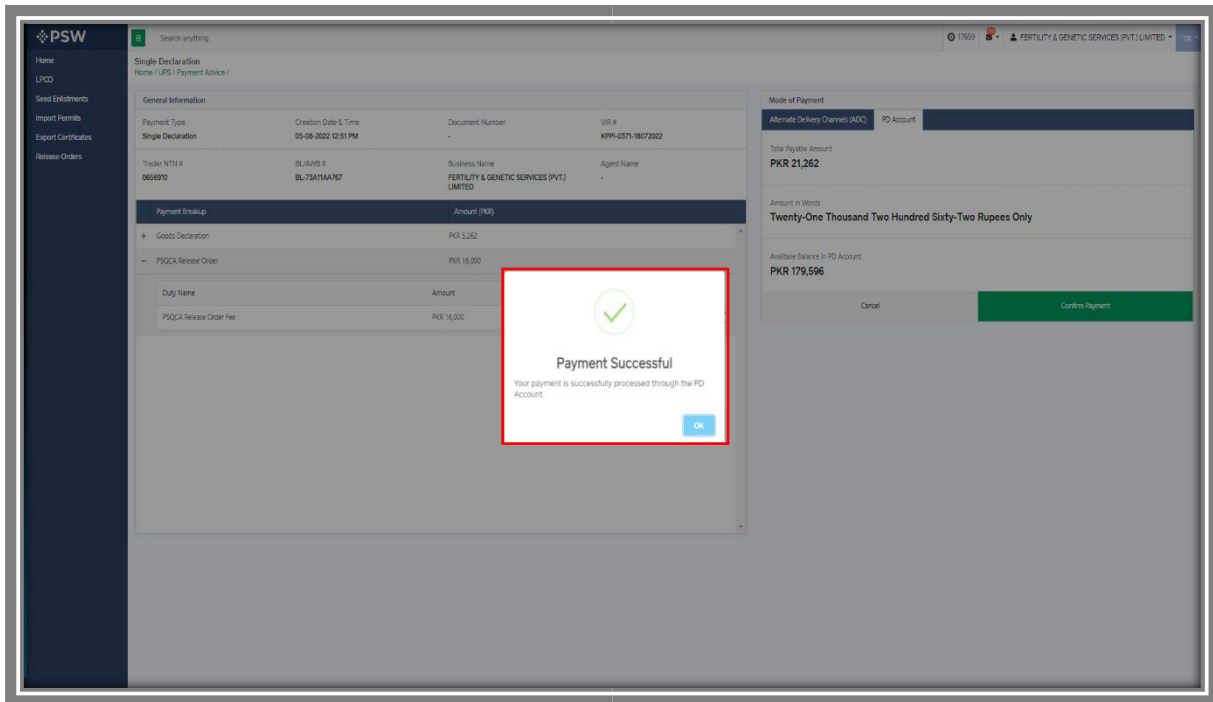 PSW
Search anything
17659
FERTILITY & GENETIC SERVICES (PVT.) LIMITED
TR
Home
LPCO
Seed Enlistments
Import Permits
Export Certificates
Release Orders
Single Declaration
Home / UPS / Payment Advice /
General Information
Payment Type
Creation Date & Time
Document Number
VIR #
Single Declaration
05-08-2022 12:51 PM
-
KPPI-0371-18072022
Trader NTN #
BL/AWB #
Business Name
Agent Name
0656910
BL-73A11AA767
FERTILITY & GENETIC SERVICES (PVT.)
LIMITED
-
Payment Breakup
Amount (PKR)
+ Goods Declaration
PKR 5,262
− PSQCA Release Order
PKR 16,000
Duty Name
Amount
PSQCA Release Order Fee
PKR 16,000
Mode of Payment
Alternate Delivery Channels (ADC)
PD Account
Total Payable Amount
PKR 21,262
Amount in Words
Twenty-One Thousand Two Hundred Sixty-Two Rupees Only
Available Balance in PD Account
PKR 179,596
Cancel
Confirm Payment
Payment Successful
Your payment is successfully processed through the PD
Account.
OK